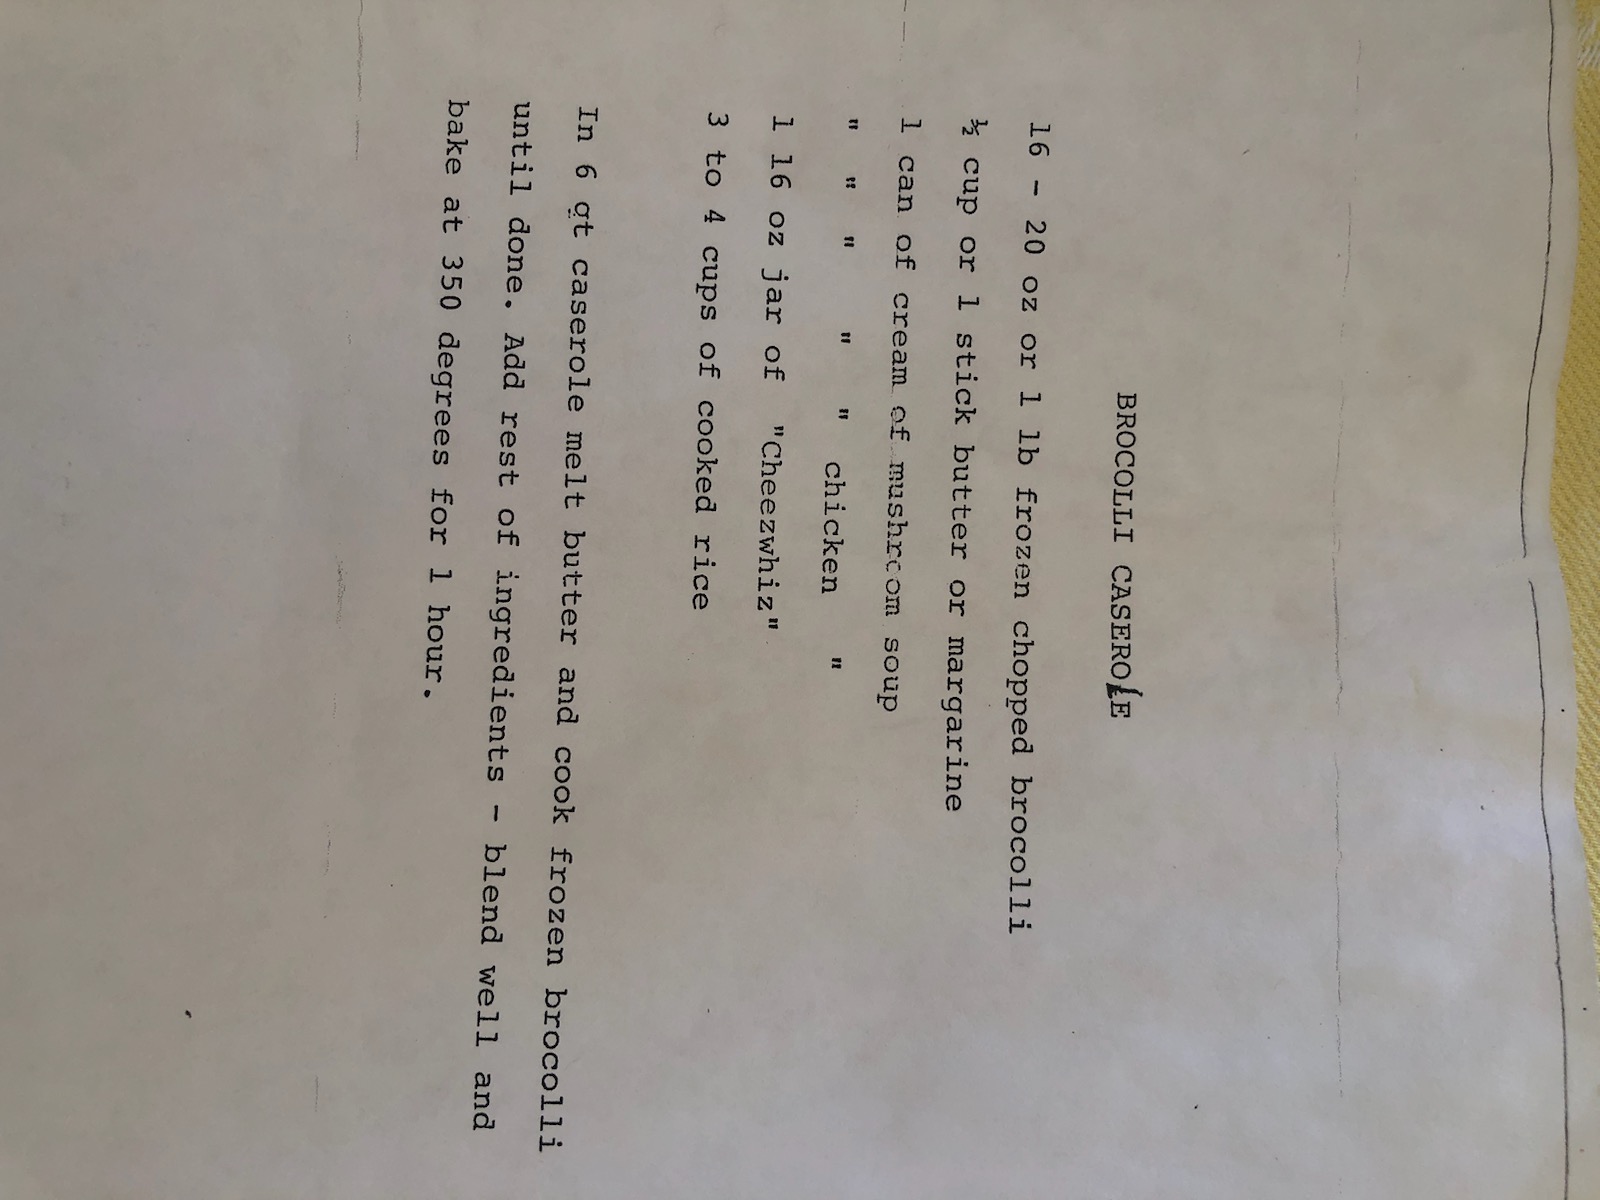 BROCOLLI CASEROLE
16 - 20 oz or 1 lb frozen chopped brocolli
½ cup or 1 stick butter or margarine
1 can of cream of mushroom soup
" " " " " chicken "
1 16 oz jar of "Cheezwhiz"
3 to 4 cups of cooked rice
In 6 qt caserole melt butter and cook frozen brocolli
until done. Add rest of ingredients - blend well and
bake at 350 degrees for 1 hour.